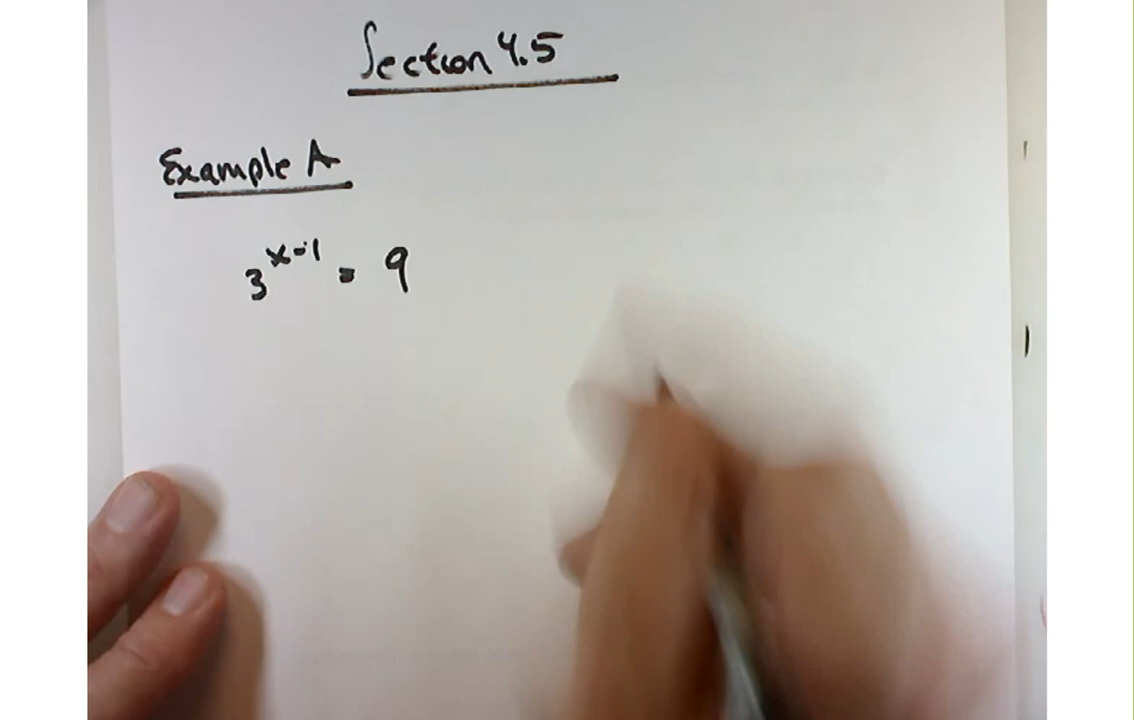 Section 4.5
Example A
3^{x-1} = 9